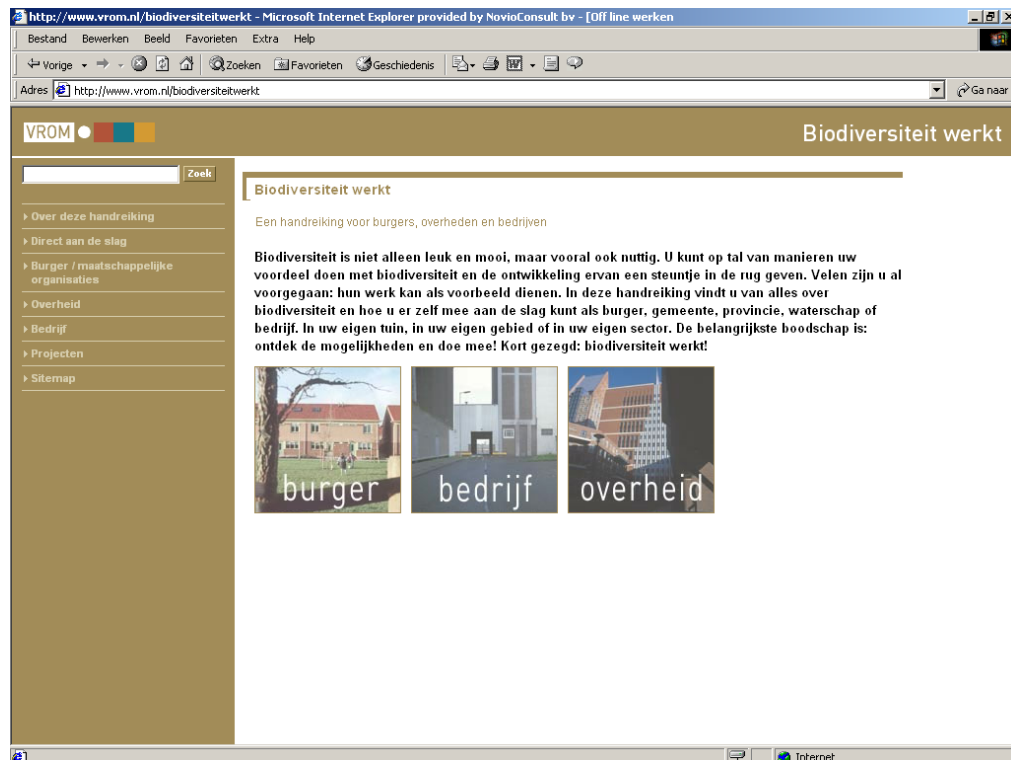 http://www.vrom.nl/biodiversiteitwerkt - Microsoft Internet Explorer provided by NovioConsult bv - [Off line werken
Bestand Bewerken Beeld Favorieten Extra Help
Vorige Zoeken Favorieten Geschiedenis
Adres http://www.vrom.nl/biodiversiteitwerkt Ga naar
VROM Biodiversiteit werkt
Zoek
Over deze handreiking
Direct aan de slag
Burger / maatschappelijke
organisaties
Overheid
Bedrijf
Projecten
Sitemap
Biodiversiteit werkt
Een handreiking voor burgers, overheden en bedrijven
Biodiversiteit is niet alleen leuk en mooi, maar vooral ook nuttig. U kunt op tal van manieren uw
voordeel doen met biodiversiteit en de ontwikkeling ervan een steuntje in de rug geven. Velen zijn u al
voorgegaan: hun werk kan als voorbeeld dienen. In deze handreiking vindt u van alles over
biodiversiteit en hoe u er zelf mee aan de slag kunt als burger, gemeente, provincie, waterschap of
bedrijf. In uw eigen tuin, in uw eigen gebied of in uw eigen sector. De belangrijkste boodschap is:
ontdek de mogelijkheden en doe mee! Kort gezegd: biodiversiteit werkt!
burger bedrijf overheid
Internet